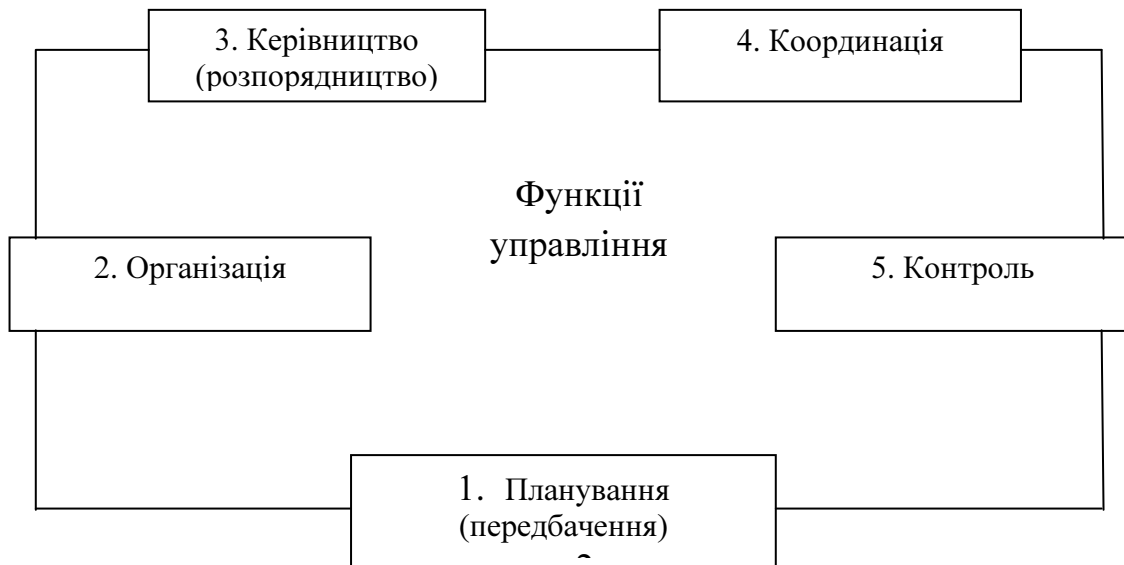 3. Керівництво
(розпорядництво)
4. Координація
Функції
управління
2. Організація
5. Контроль
1. Планування
(передбачення)